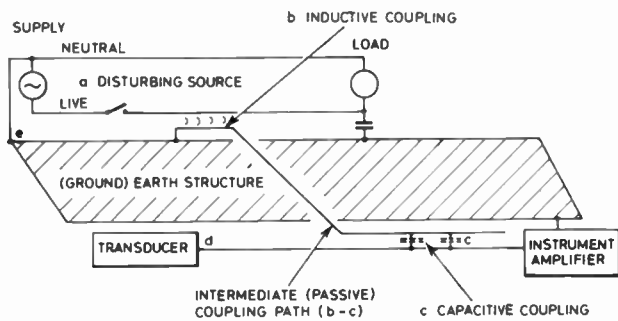 b INDUCTIVE COUPLING
SUPPLY
LOAD
NEUTRAL
a DISTURBING SOURCE
LIVE
e
(GROUND) EARTH STRUCTURE
TRANSDUCER
d
c
INSTRUMENT
AMPLIFIER
INTERMEDIATE (PASSIVE)
COUPLING PATH (b-c)
c CAPACITIVE COUPLING